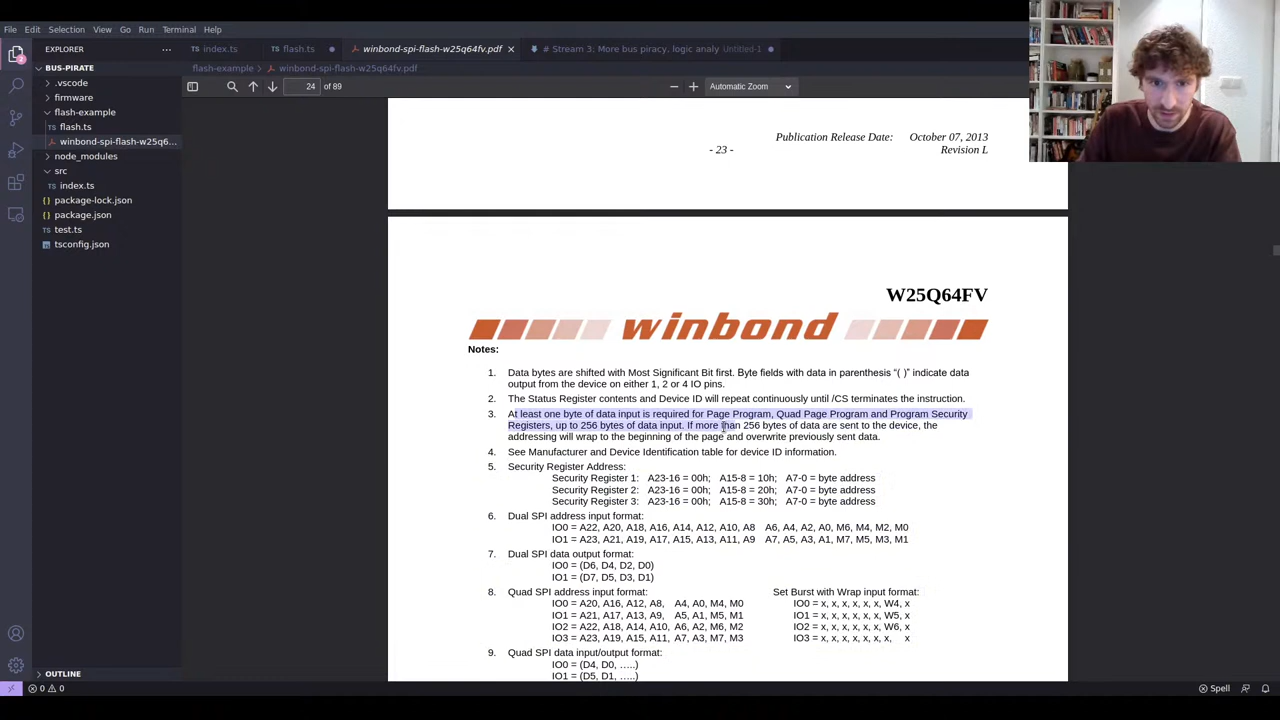 File Edit Selection View Go Run Terminal Help
EXPLORER
index.ts
flash.ts
winbond-spi-flash-w25q64fv.pdf
# Stream 3: More bus piracy. logic analy Untitled-1
BUS-PIRATE
flash-example > winbond-spi-flash-w25q64fv.pdf
.vscode
firmware
flash-example
flash.ts
winbond-spi-flash-w25q6...
node_modules
src
index.ts
package-lock.json
package.json
test.ts
tsconfig.json
OUTLINE
2
24 of 89
Automatic Zoom
Publication Release Date: October 07, 2013
- 23 - Revision L
W25Q64FV
winbond
Notes:
1. Data bytes are shifted with Most Significant Bit first. Byte fields with data in parenthesis “( )” indicate data
output from the device on either 1, 2 or 4 IO pins.
2. The Status Register contents and Device ID will repeat continuously until /CS terminates the instruction.
3. At least one byte of data input is required for Page Program, Quad Page Program and Program Security
Registers, up to 256 bytes of data input. If more than 256 bytes of data are sent to the device, the
addressing will wrap to the beginning of the page and overwrite previously sent data.
4. See Manufacturer and Device Identification table for device ID information.
5. Security Register Address:
Security Register 1: A23-16 = 00h; A15-8 = 10h; A7-0 = byte address
Security Register 2: A23-16 = 00h; A15-8 = 20h; A7-0 = byte address
Security Register 3: A23-16 = 00h; A15-8 = 30h; A7-0 = byte address
6. Dual SPI address input format:
IO0 = A22, A20, A18, A16, A14, A12, A10, A8 A6, A4, A2, A0, M6, M4, M2, M0
IO1 = A23, A21, A19, A17, A15, A13, A11, A9 A7, A5, A3, A1, M7, M5, M3, M1
7. Dual SPI data output format:
IO0 = (D6, D4, D2, D0)
IO1 = (D7, D5, D3, D1)
8. Quad SPI address input format: Set Burst with Wrap input format:
IO0 = A20, A16, A12, A8, A4, A0, M4, M0 IO0 = x, x, x, x, x, x, W4, x
IO1 = A21, A17, A13, A9, A5, A1, M5, M1 IO1 = x, x, x, x, x, x, W5, x
IO2 = A22, A18, A14, A10, A6, A2, M6, M2 IO2 = x, x, x, x, x, x, W6, x
IO3 = A23, A19, A15, A11, A7, A3, M7, M3 IO3 = x, x, x, x, x, x, x, x
9. Quad SPI data input/output format:
IO0 = (D4, D0, .....)
IO1 = (D5, D1, .....)
0 0
Spell